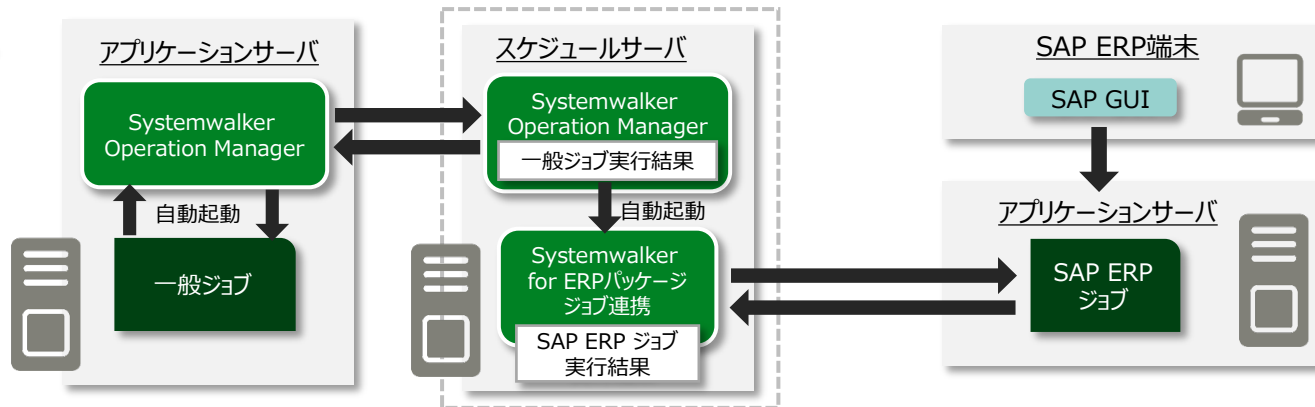 アプリケーションサーバ
Systemwalker
Operation Manager
自動起動
一般ジョブ
スケジュールサーバ
Systemwalker
Operation Manager
一般ジョブ実行結果
自動起動
Systemwalker
for ERPパッケージ
ジョブ連携
SAP ERP ジョブ
実行結果
SAP ERP端末
SAP GUI
アプリケーションサーバ
SAP ERP
ジョブ